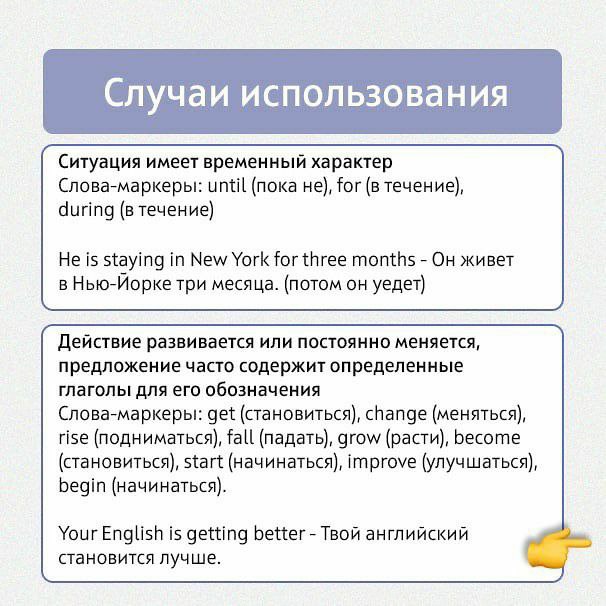 Случаи использования
Ситуация имеет временный характер
Слова-маркеры: until (пока не), for (в течение),
during (в течение)
He is staying in New York for three months - Он живет
в Нью-Йорке три месяца. (потом он уедет)
Действие развивается или постоянно меняется,
предложение часто содержит определенные
глаголы для его обозначения
Слова-маркеры: get (становиться), change (меняться),
rise (подниматься), fall (падать), grow (расти), become
(становиться), start (начинаться), improve (улучшаться),
begin (начинаться).
Your English is getting better - Твой английский
становится лучше.